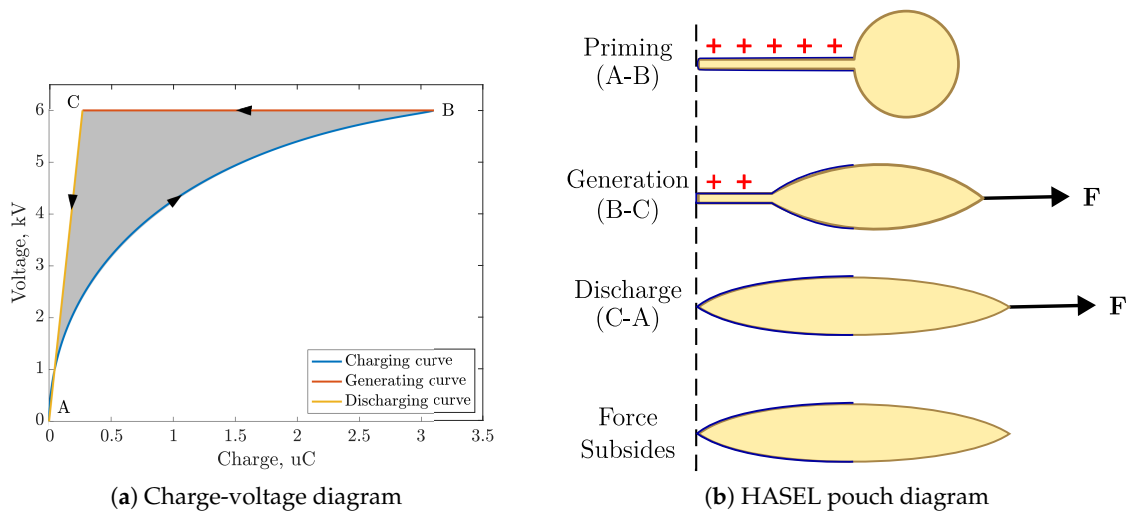 C
B
A
6
5
4
3
2
1
0
Voltage, kV
0
0.5
1
1.5
2
2.5
3
3.5
Charge, uC
Charging curve
Generating curve
Discharging curve
(a) Charge-voltage diagram
Priming
(A-B)
+ + + + +
Generation
(B-C)
+ +
F
Discharge
(C-A)
F
Force
Subsides
(b) HASEL pouch diagram